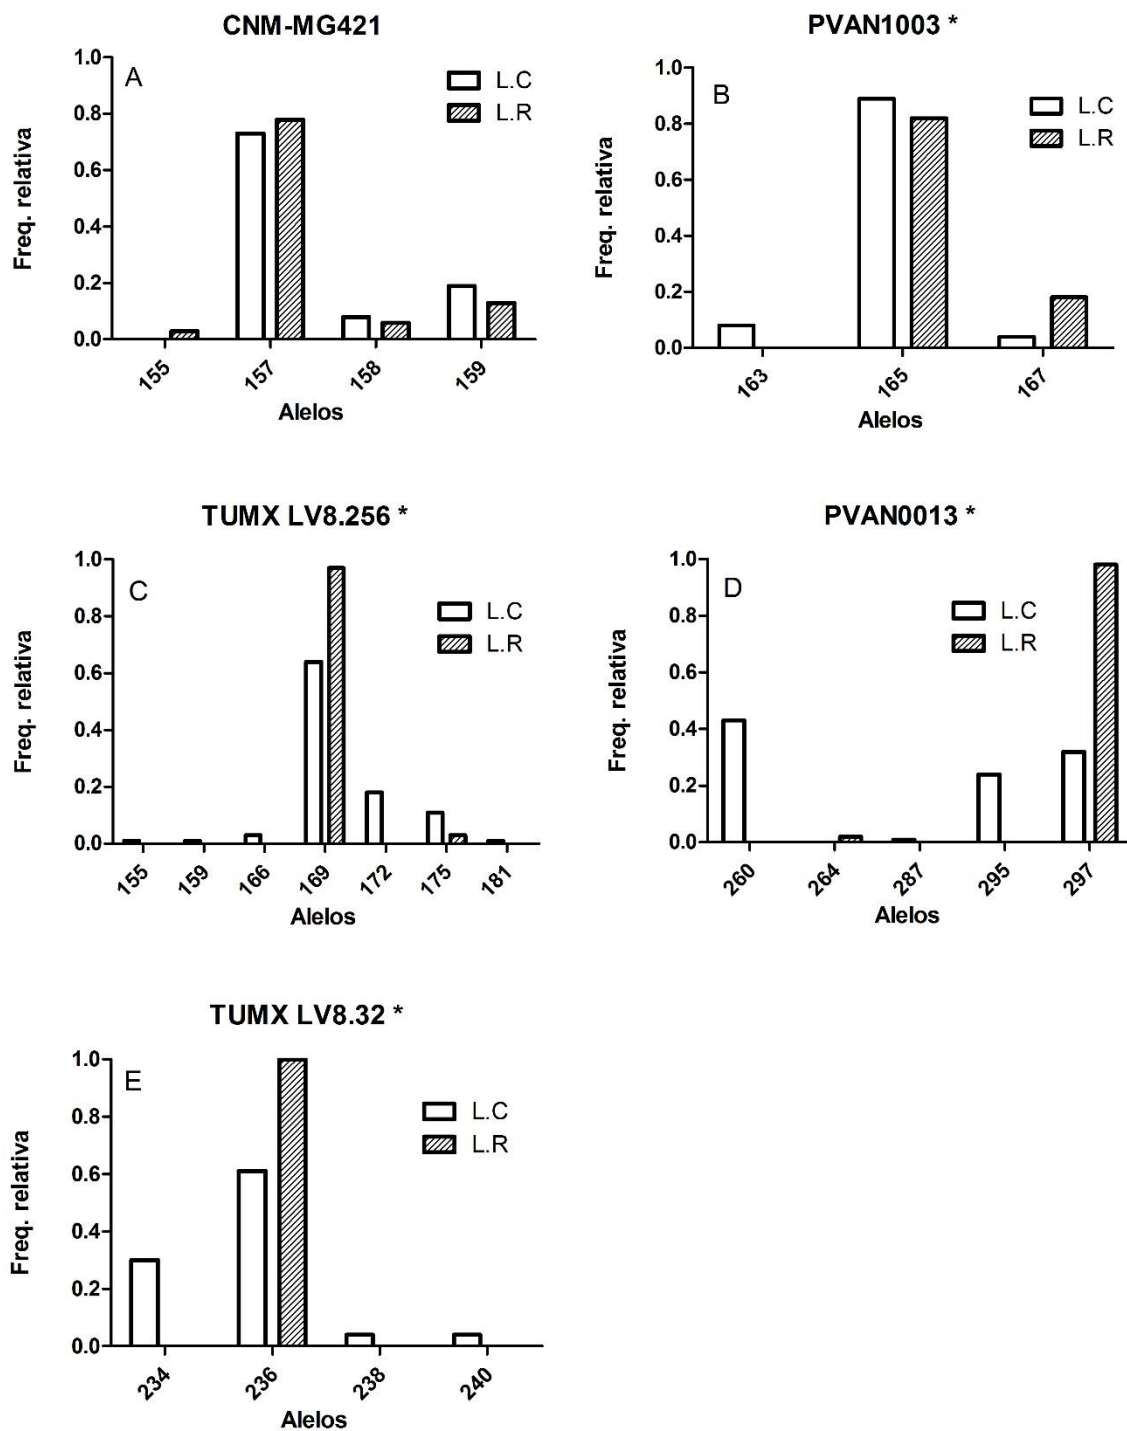 CNM-MG421
A
L.C
L.R
Freq. relativa
1.0
0.8
0.6
0.4
0.2
0.0
155
157
158
159
Alelos
PVAN1003 *
B
L.C
L.R
Freq. relativa
1.0
0.8
0.6
0.4
0.2
0.0
163
165
167
Alelos
TUMX LV8.256 *
C
L.C
L.R
Freq. relativa
1.0
0.8
0.6
0.4
0.2
0.0
155
159
166
169
172
175
181
Alelos
PVAN0013 *
D
L.C
L.R
Freq. relativa
1.0
0.8
0.6
0.4
0.2
0.0
260
264
287
295
297
Alelos
TUMX LV8.32 *
E
L.C
L.R
Freq. relativa
1.0
0.8
0.6
0.4
0.2
0.0
234
236
238
240
Alelos